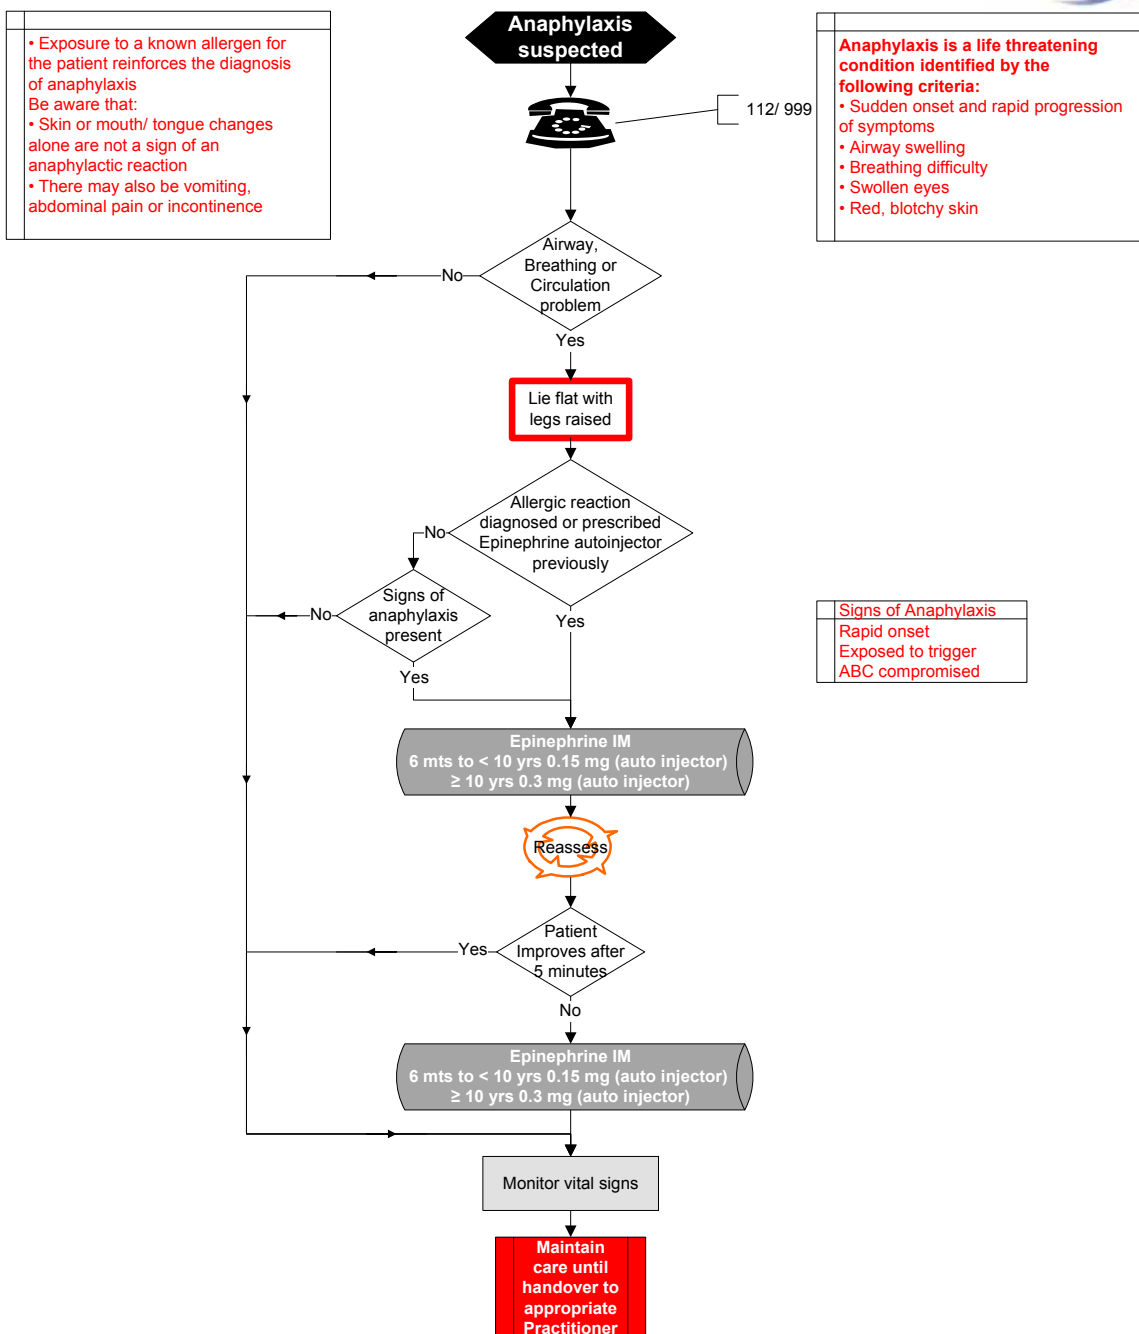 Anaphylaxis
suspected
• Exposure to a known allergen for
the patient reinforces the diagnosis
of anaphylaxis
Be aware that:
• Skin or mouth/ tongue changes
alone are not a sign of an
anaphylactic reaction
• There may also be vomiting,
abdominal pain or incontinence
112/ 999
Anaphylaxis is a life threatening
condition identified by the
following criteria:
• Sudden onset and rapid progression
of symptoms
• Airway swelling
• Breathing difficulty
• Swollen eyes
• Red, blotchy skin
Airway,
Breathing or
Circulation
problem
No
Yes
Lie flat with
legs raised
Allergic reaction
diagnosed or prescribed
Epinephrine autoinjector
previously
No
Yes
Signs of
anaphylaxis
present
No
Yes
Signs of Anaphylaxis
Rapid onset
Exposed to trigger
ABC compromised
Epinephrine IM
6 mts to < 10 yrs 0.15 mg (auto injector)
≥ 10 yrs 0.3 mg (auto injector)
Reassess
Patient
Improves after
5 minutes
Yes
No
Epinephrine IM
6 mts to < 10 yrs 0.15 mg (auto injector)
≥ 10 yrs 0.3 mg (auto injector)
Monitor vital signs
Maintain
care until
handover to
appropriate
Practitioner